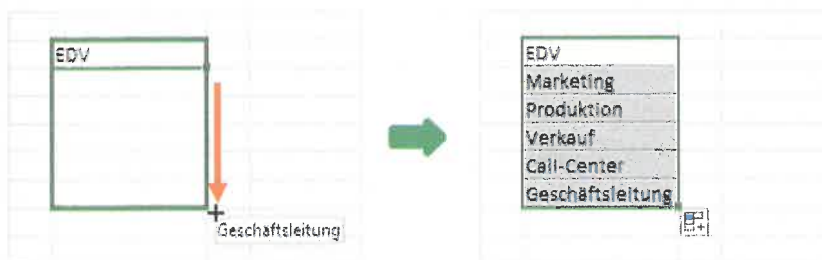 EDV
Geschäftsleitung
EDV
Marketing
Produktion
Verkauf
Call-Center
Geschäftsleitung